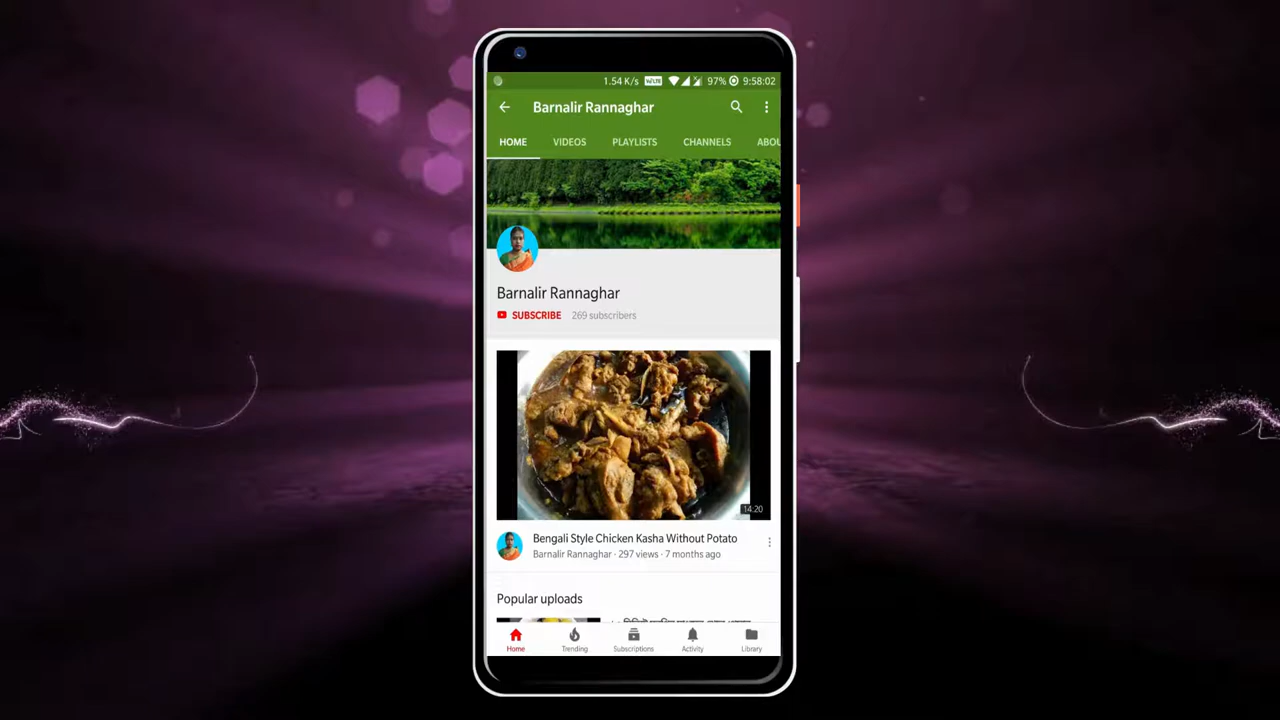 1.54 K/s VoLTE 97% 9:58:02
Barnalir Rannaghar
HOME VIDEOS PLAYLISTS CHANNELS ABOU
Barnalir Rannaghar
SUBSCRIBE 269 subscribers
14:20
Bengali Style Chicken Kasha Without Potato
Barnalir Rannaghar · 297 views · 7 months ago
Popular uploads
Home Trending Subscriptions Activity Library